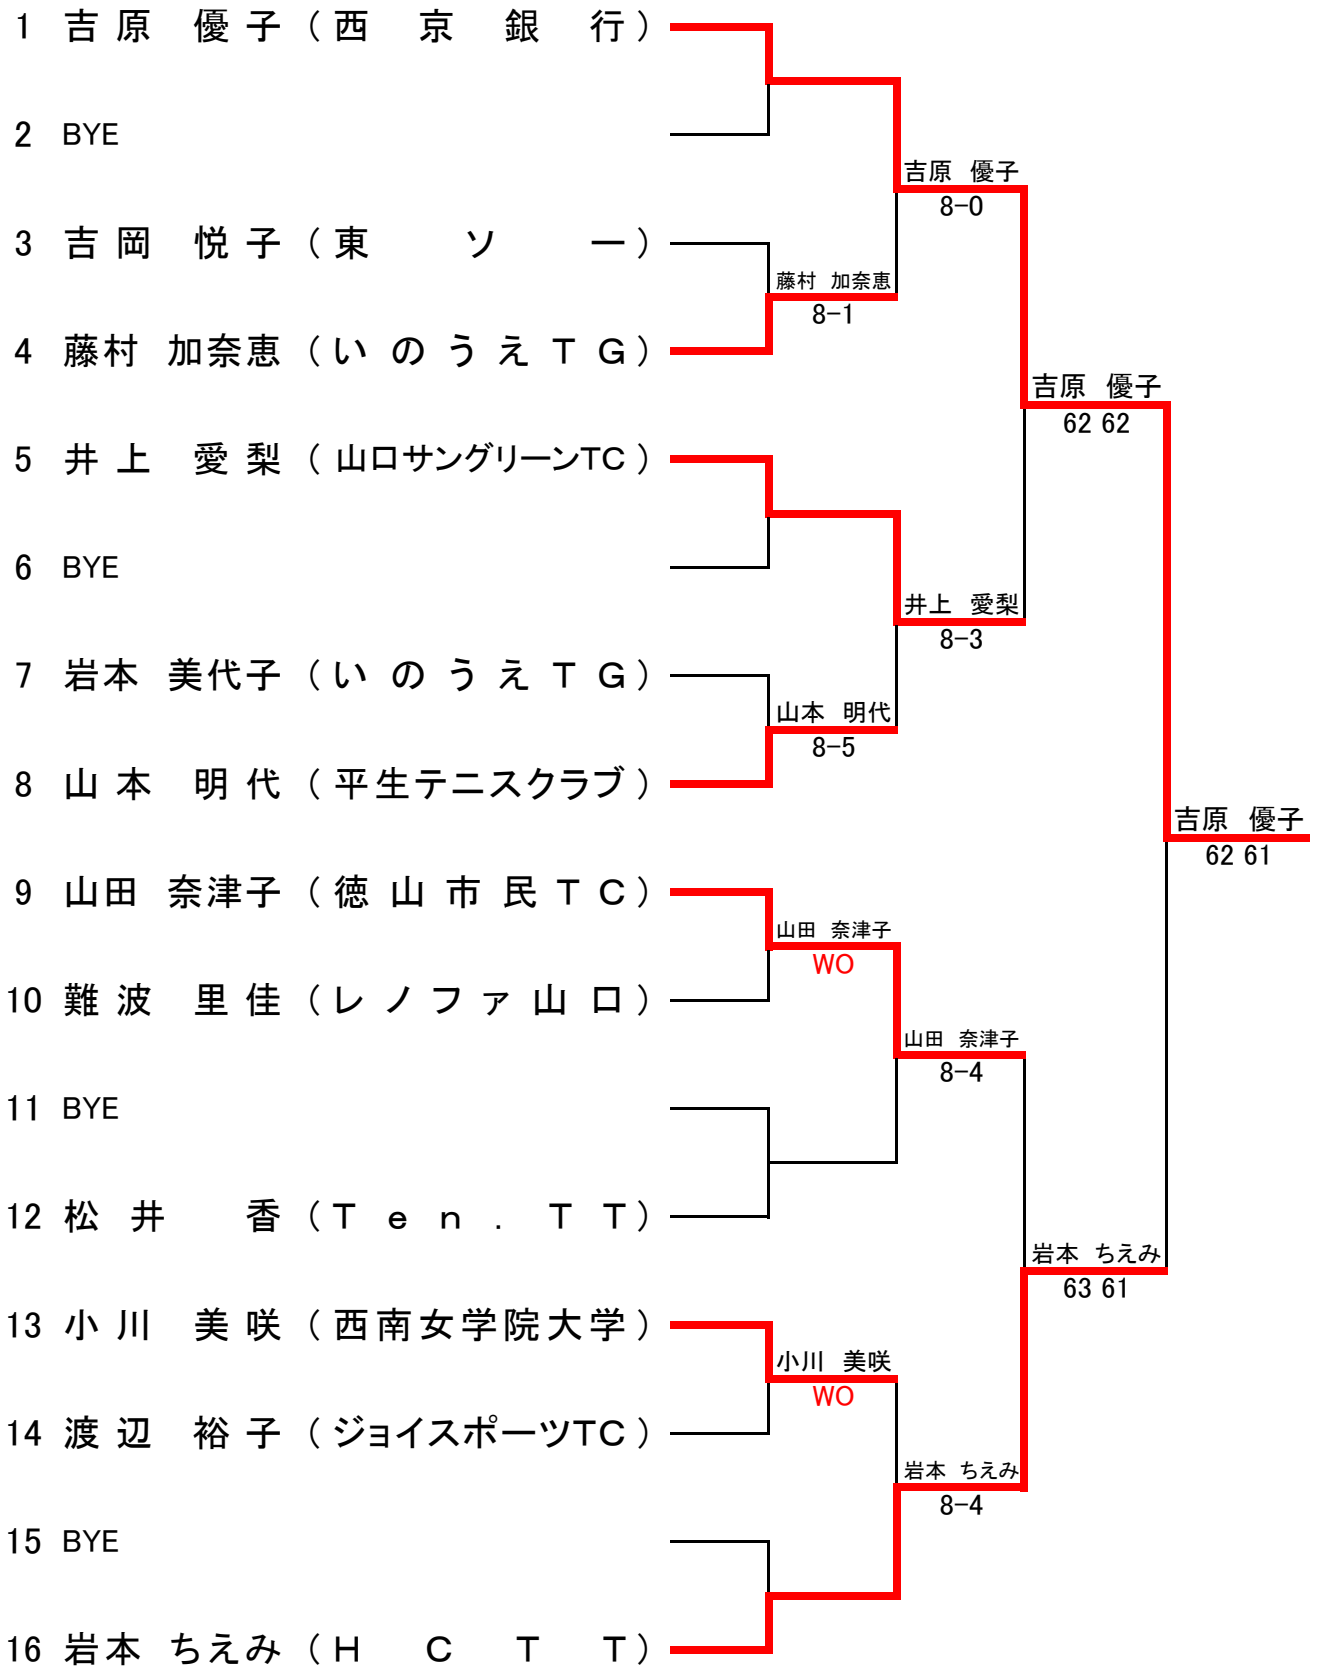 1 吉原 優子 (西京銀行)
2 BYE
吉原 優子
8-0
3 吉岡 悦子 (東ソー)
藤村 加奈恵
8-1
4 藤村 加奈恵 (いのうえTG)
吉原 優子
62 62
5 井上 愛梨 (山口サングリーンTC)
6 BYE
井上 愛梨
8-3
7 岩本 美代子 (いのうえTG)
山本 明代
8-5
8 山本 明代 (平生テニスクラブ)
吉原 優子
62 61
9 山田 奈津子 (徳山市民TC)
山田 奈津子
WO
10 難波 里佳 (レノファ山口)
山田 奈津子
8-4
11 BYE
12 松井 香 (Ten.TT)
岩本 ちえみ
63 61
13 小川 美咲 (西南女学院大学)
小川 美咲
WO
14 渡辺 裕子 (ジョイスポーツTC)
岩本 ちえみ
8-4
15 BYE
16 岩本 ちえみ (HCTT)